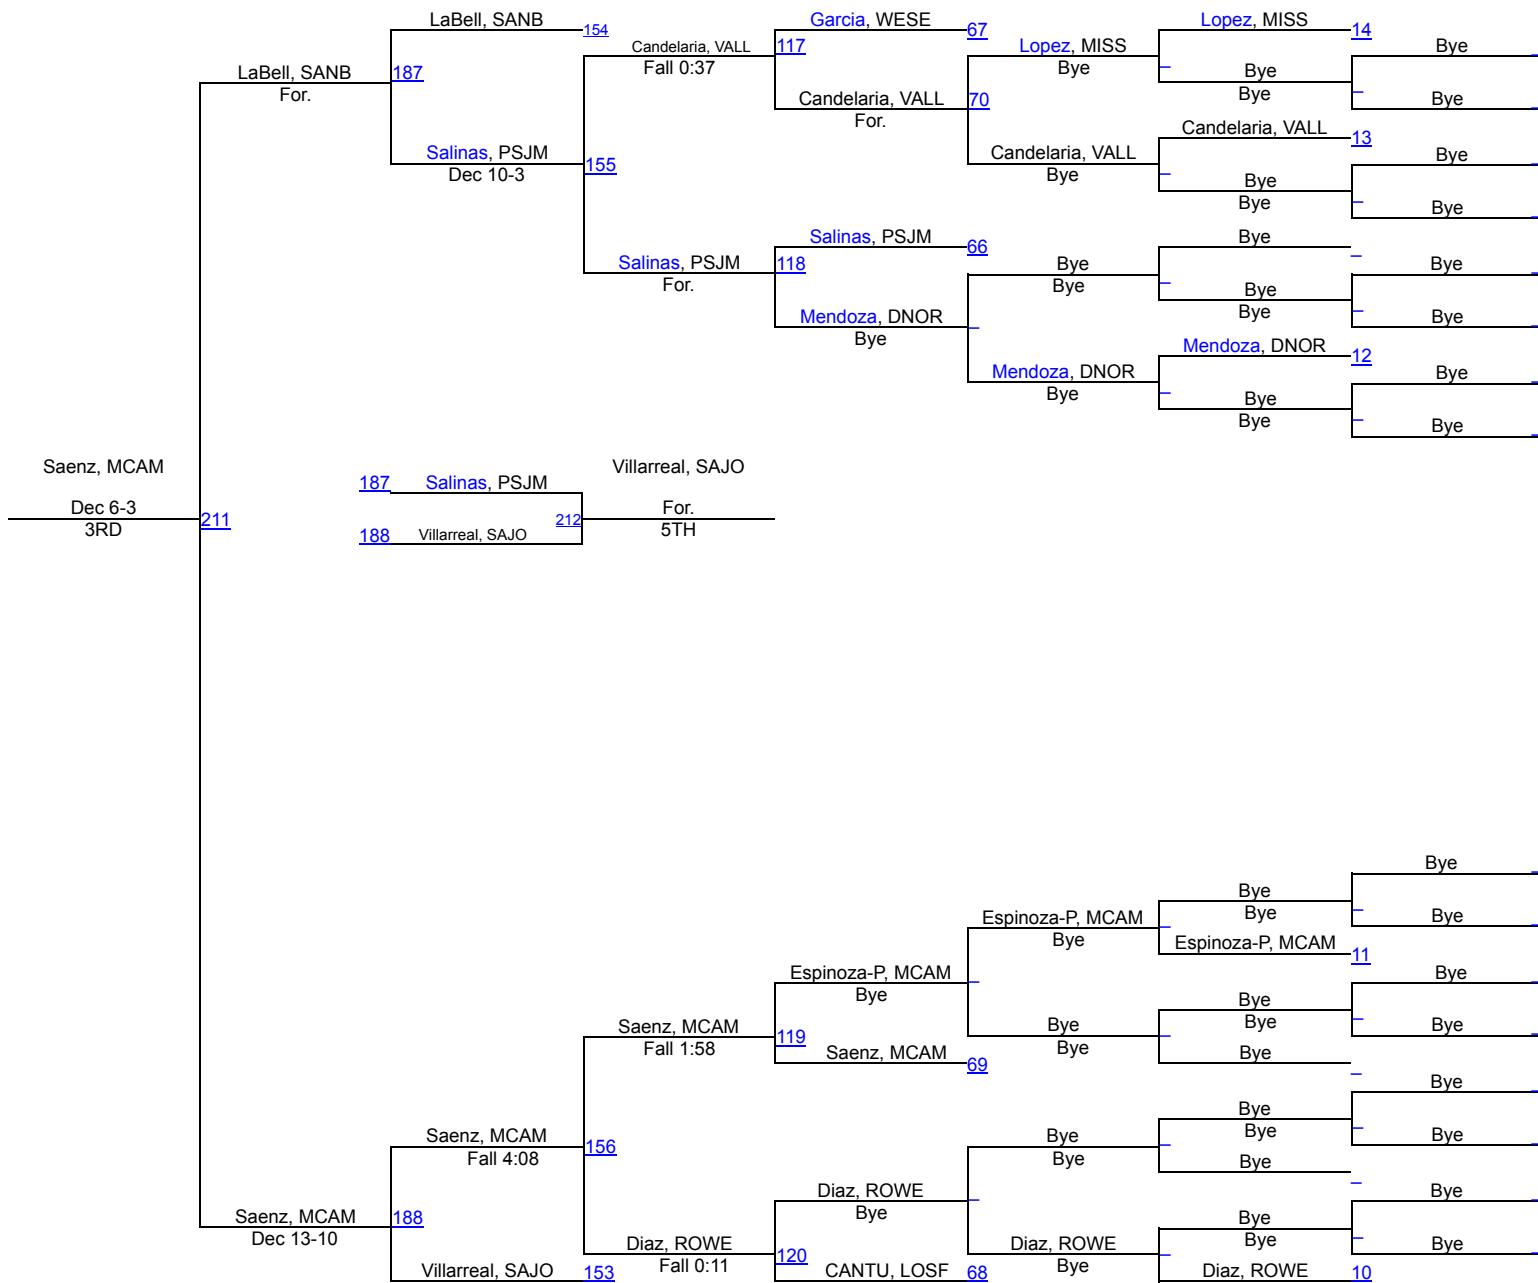 LaBell, SANB
154
Garcia, WESE
67
Lopez, MISS
14
Candelaria, VALL
Fall 0:37
117
Lopez, MISS
Bye
Bye
LaBell, SANB
For.
187
Bye
Bye
Candelaria, VALL
For.
70
Bye
Candelaria, VALL
13
Salinas, PSJM
Dec 10-3
155
Candelaria, VALL
Bye
Bye
Bye
Bye
Bye
Salinas, PSJM
66
Bye
Salinas, PSJM
For.
118
Bye
Bye
Bye
Bye
Bye
Mendoza, DNOR
Bye
Bye
Mendoza, DNOR
12
Mendoza, DNOR
Bye
Bye
Bye
Bye
Bye
Saenz, MCAM
Dec 6-3
3RD
211
187
Salinas, PSJM
Villarreal, SAJO
188
Villarreal, SAJO
212
For.
5TH
Bye
Bye
Bye
Bye
Espinoza-P, MCAM
Bye
Espinoza-P, MCAM
11
Espinoza-P, MCAM
Bye
Bye
Bye
Bye
Saenz, MCAM
Fall 1:58
119
Bye
Bye
Bye
Saenz, MCAM
69
Bye
Bye
Bye
Bye
Saenz, MCAM
Fall 4:08
156
Bye
Bye
Bye
Bye
Diaz, ROWE
Bye
Bye
Saenz, MCAM
Dec 13-10
188
Bye
Bye
Diaz, ROWE
Fall 0:11
120
Diaz, ROWE
Bye
Bye
Villarreal, SAJO
153
CANTU, LOSF
68
Diaz, ROWE
10